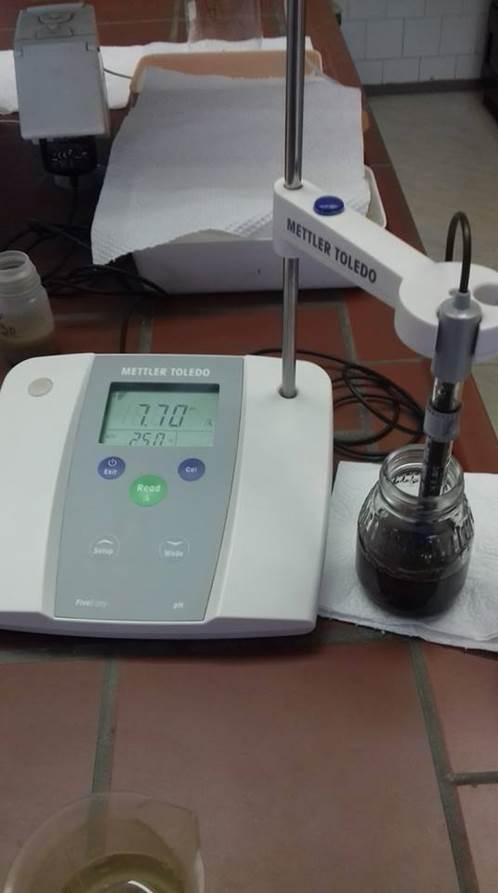 METTLER TOLEDO
METTLER TOLEDO
7.70
25.0
Exit
Cal
Read
Setup
Mode
FiveEasy
pH